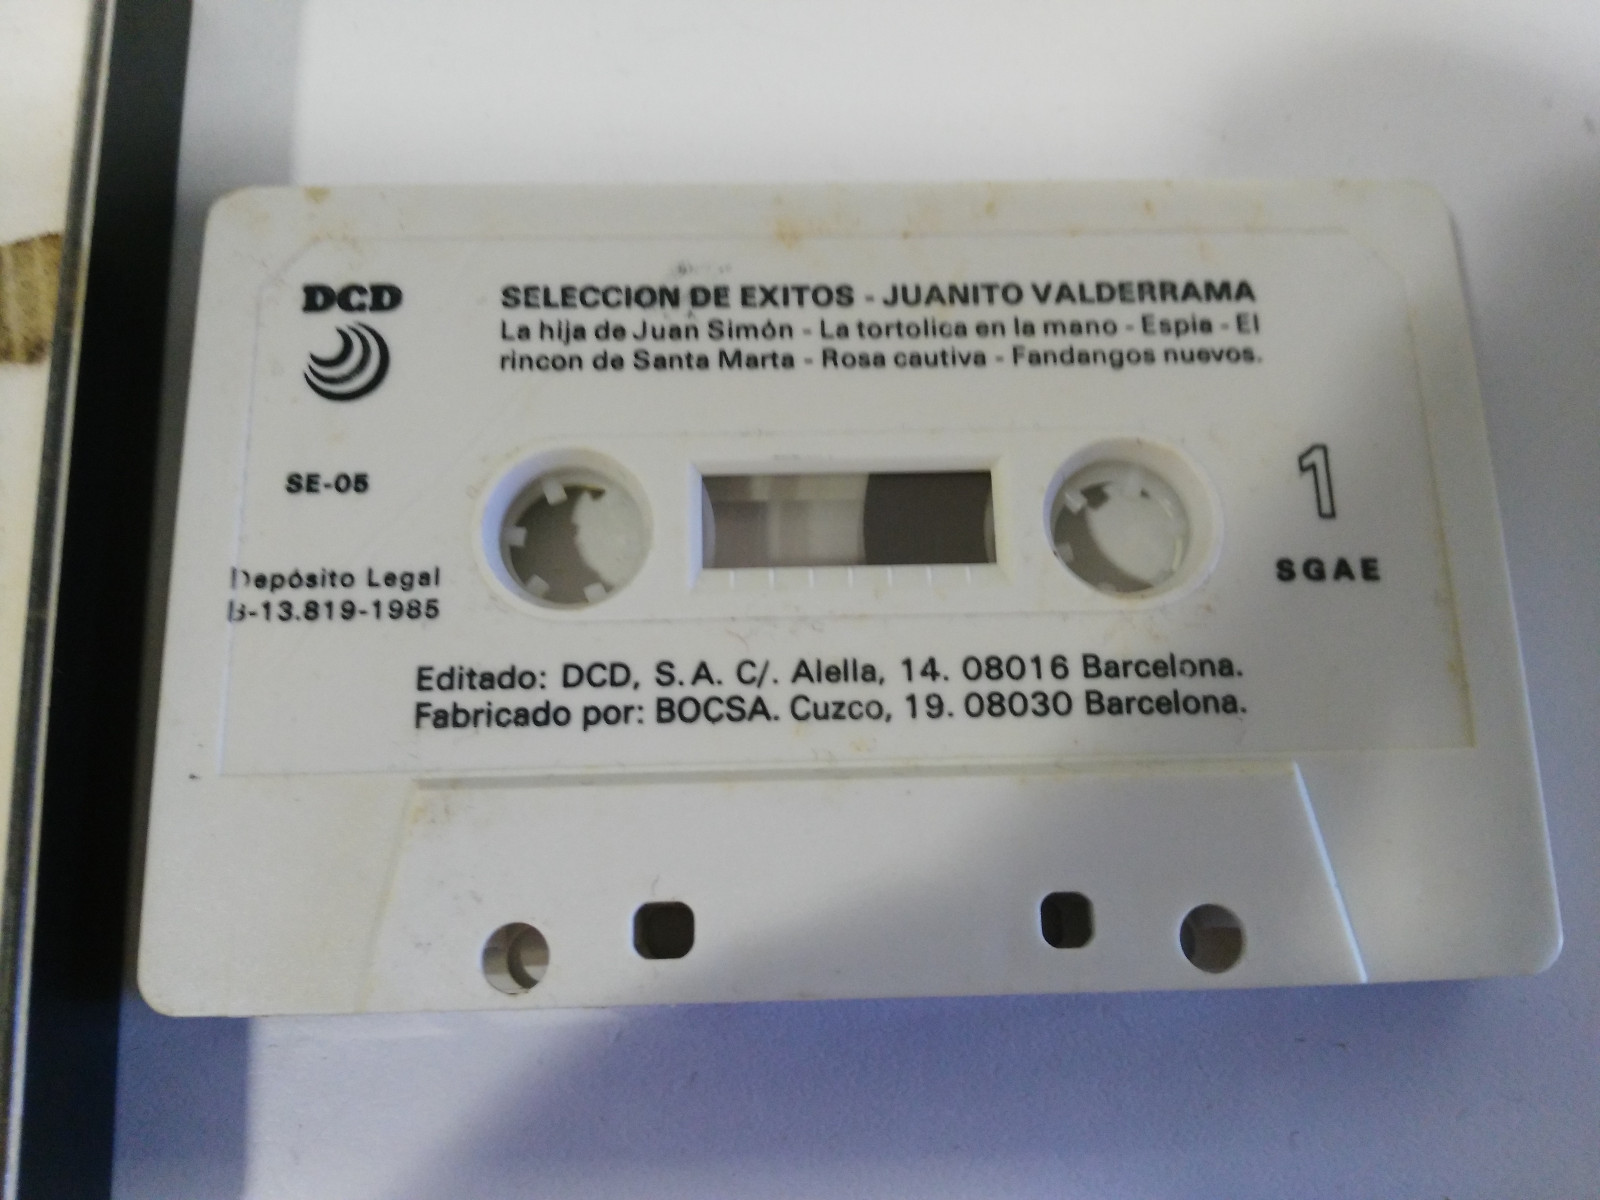 DCD
SELECCION DE EXITOS - JUANITO VALDERRAMA
La hija de Juan Simón - La tortolica en la mano - Espia - El
rincon de Santa Marta - Rosa cautiva - Fandangos nuevos.
SE-05
1
SGAE
Depósito Legal
B-13.819-1985
Editado: DCD, S.A. C/. Alella, 14. 08016 Barcelona.
Fabricado por: BOCSA. Cuzco, 19. 08030 Barcelona.